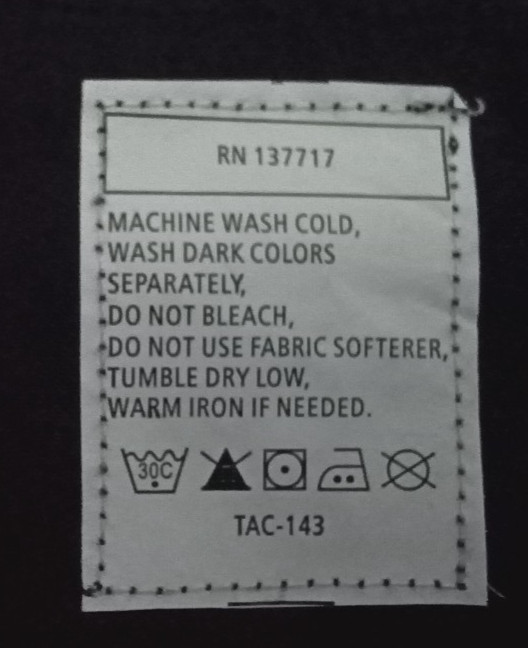 RN 137717
MACHINE WASH COLD,
WASH DARK COLORS
SEPARATELY,
DO NOT BLEACH,
DO NOT USE FABRIC SOFTERER,
TUMBLE DRY LOW,
WARM IRON IF NEEDED.
30C
TAC-143